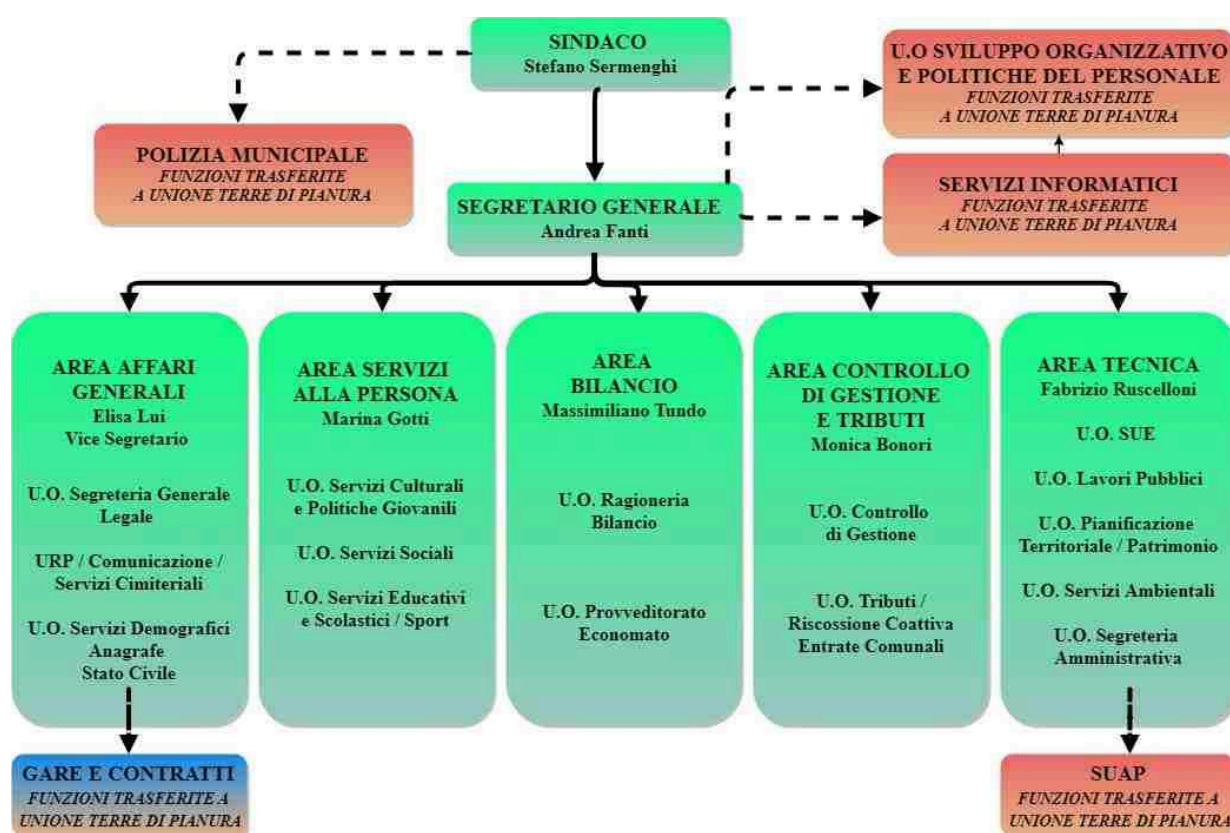 SINDACO
Stefano Sermenghi
U.O SVILUPPO ORGANIZZATIVO
E POLITICHE DEL PERSONALE
FUNZIONI TRASFERITE
A UNIONE TERRE DI PIANURA
POLIZIA MUNICIPALE
FUNZIONI TRASFERITE
A UNIONE TERRE DI PIANURA
SERVIZI INFORMATICI
FUNZIONI TRASFERITE
A UNIONE TERRE DI PIANURA
SEGRETARIO GENERALE
Andrea Fanti
AREA AFFARI
GENERALI
Elisa Lui
Vice Segretario
U.O. Segreteria Generale
Legale
URP / Comunicazione /
Servizi Cimiteriali
U.O. Servizi Demografici
Anagrafe
Stato Civile
AREA SERVIZI
ALLA PERSONA
Marina Gotti
U.O. Servizi Culturali
e Politiche Giovanili
U.O. Servizi Sociali
U.O. Servizi Educativi
e Scolastici / Sport
AREA
BILANCIO
Massimiliano Tundo
U.O. Ragioneria
Bilancio
U.O. Provveditorato
Economato
AREA CONTROLLO
DI GESTIONE
E TRIBUTI
Monica Bonori
U.O. Controllo
di Gestione
U.O. Tributi /
Riscossione Coattiva
Entrate Comunali
AREA TECNICA
Fabrizio Ruscelloni
U.O. SUE
U.O. Lavori Pubblici
U.O. Pianificazione
Territoriale / Patrimonio
U.O. Servizi Ambientali
U.O. Segreteria
Amministrativa
GARE E CONTRATTI
FUNZIONI TRASFERITE A
UNIONE TERRE DI PIANURA
SUAP
FUNZIONI TRASFERITE A
UNIONE TERRE DI PIANURA